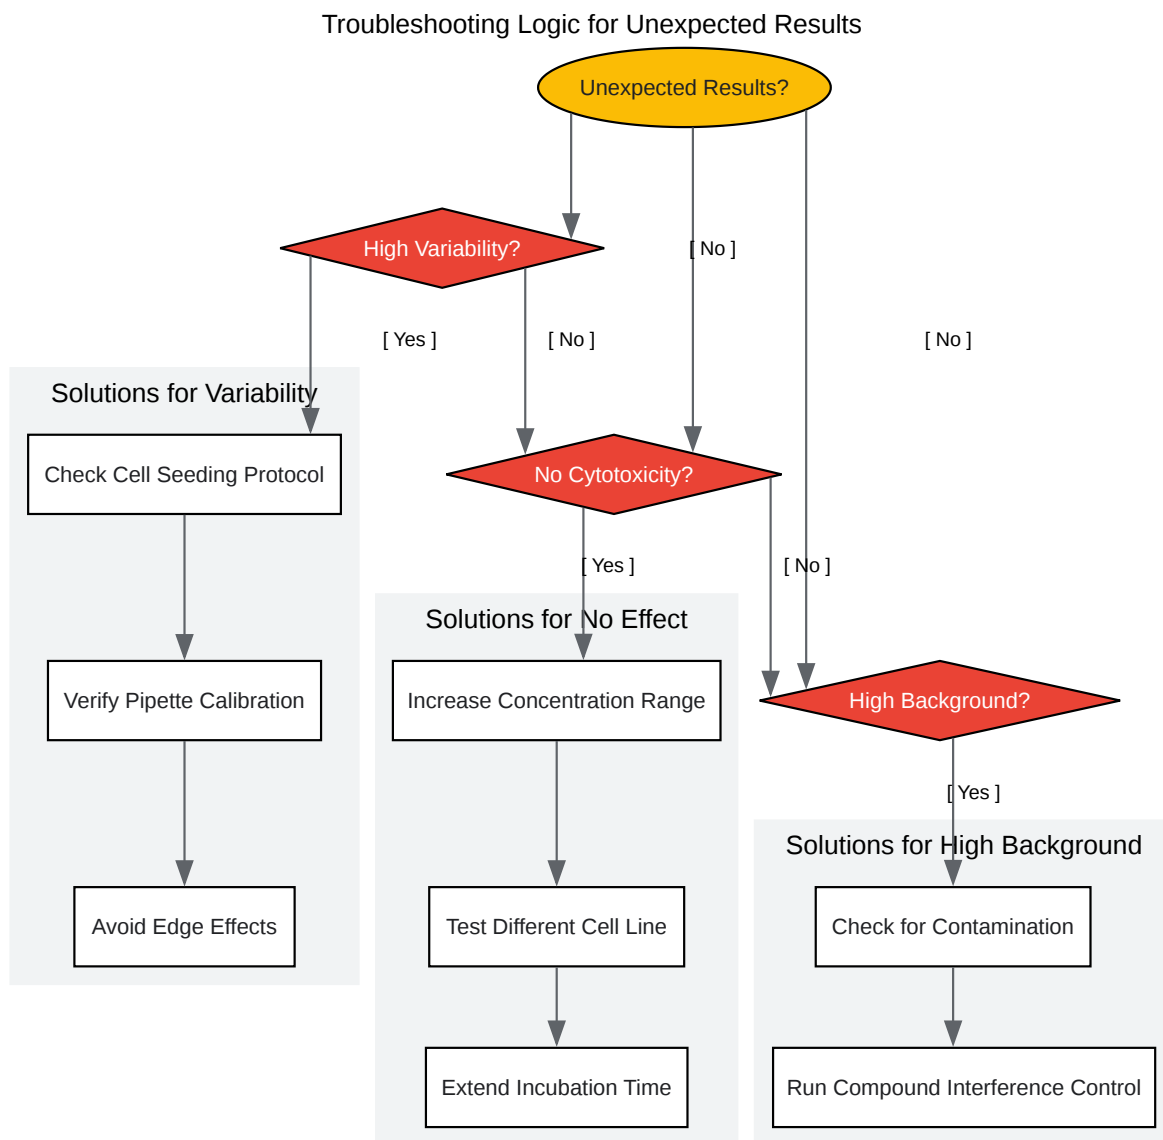 Troubleshooting Logic for Unexpected Results
Unexpected Results?
High Variability?
[ No ]
[ Yes ]
[ No ]
[ No ]
Solutions for Variability
Check Cell Seeding Protocol
No Cytotoxicity?
[ Yes ]
[ No ]
Solutions for No Effect
Verify Pipette Calibration
Increase Concentration Range
High Background?
[ Yes ]
Solutions for High Background
Avoid Edge Effects
Test Different Cell Line
Check for Contamination
Extend Incubation Time
Run Compound Interference Control